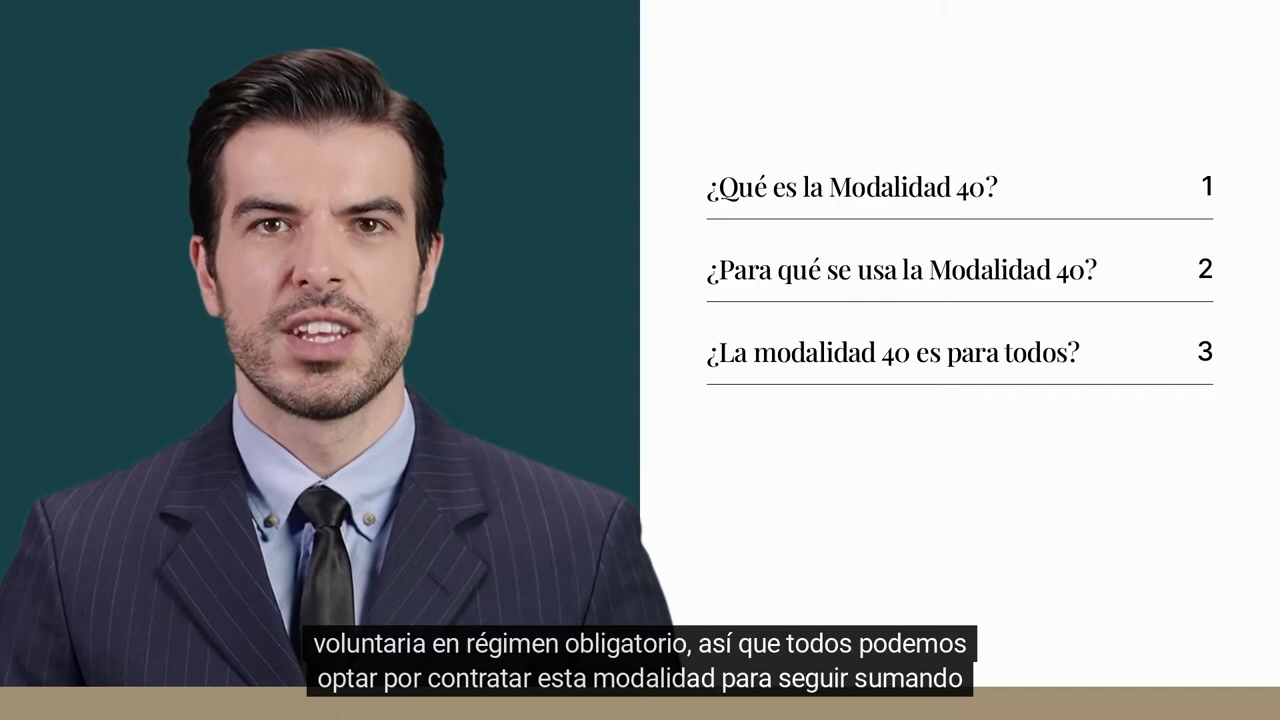 ¿Qué es la Modalidad 40? 1
¿Para qué se usa la Modalidad 40? 2
¿La modalidad 40 es para todos? 3
voluntaria en régimen obligatorio, así que todos podemos
optar por contratar esta modalidad para seguir sumando